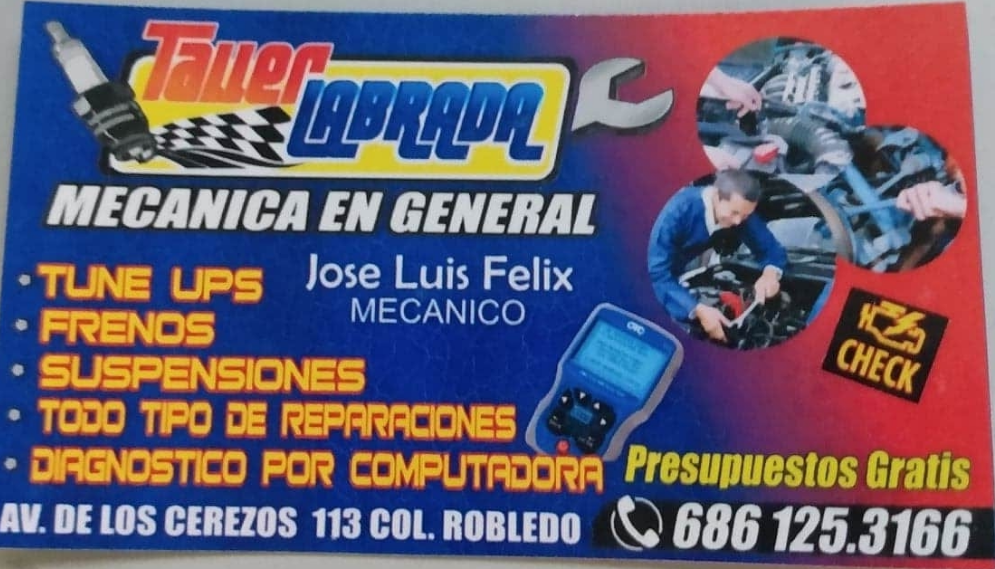 Taller
LABRADA
MECANICA EN GENERAL
Jose Luis Felix
MECANICO
• TUNE UPS
• FRENOS
• SUSPENSIONES
• TODO TIPO DE REPARACIONES
• DIAGNOSTICO POR COMPUTADORA
CHECK
Presupuestos Gratis
AV. DE LOS CEREZOS 113 COL. ROBLEDO
686 125.3166